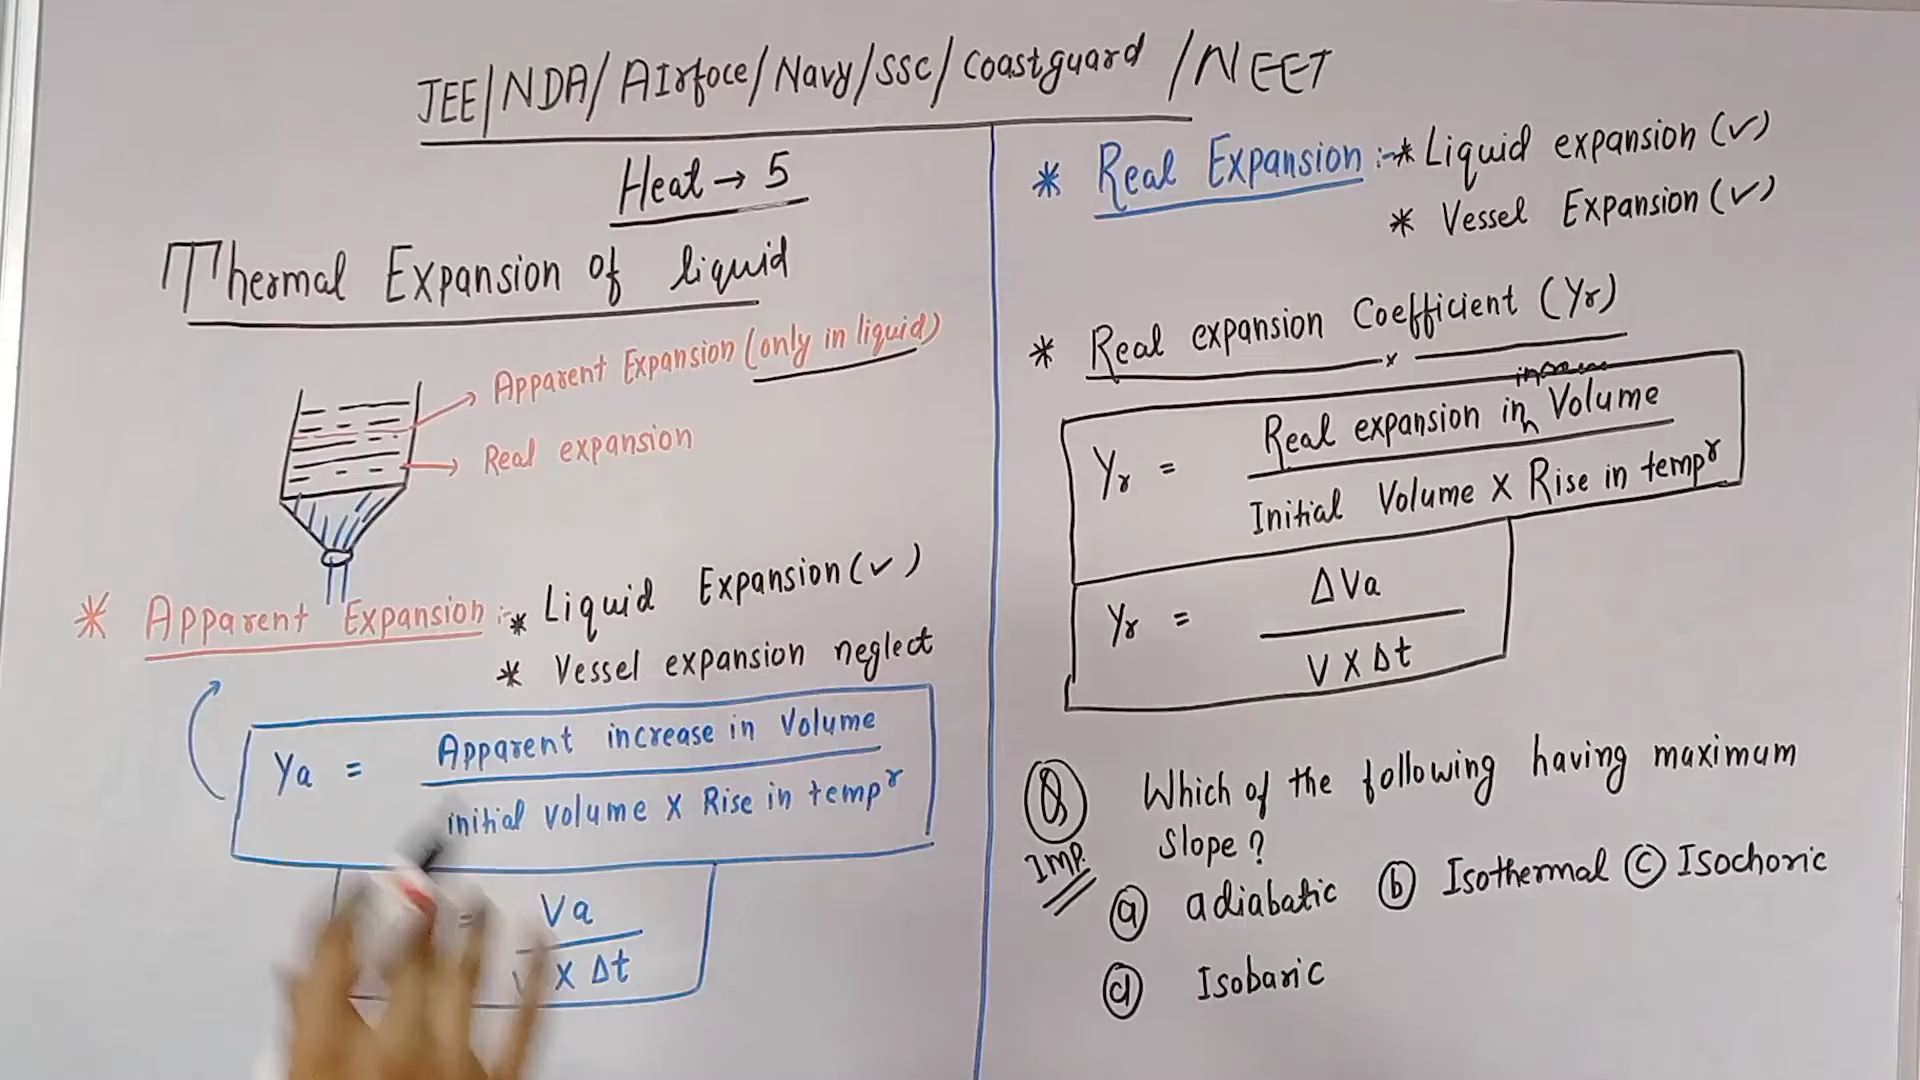 JEE/NDA/AIrfoce/Navy/SSC/Coastguard/NEET
Heat → 5
Thermal Expansion of liquid
Apparent Expansion (only in liquid)
Real expansion
* Apparent Expansion :- * Liquid Expansion (✓)
* Vessel expansion neglect
Ya = Apparent increase in Volume
initial volume X Rise in tempr
= Va
X Δt
* Real Expansion :- * Liquid expansion (✓)
* Vessel Expansion (✓)
* Real expansion Coefficient (Yr)
Yr = Real expansion in Volume
Initial Volume X Rise in tempr
Yr = ΔVa
V X Δt
Q Which of the following having maximum
Imp. Slope?
(a) adiabatic (b) Isothermal (c) Isochoric
(d) Isobaric